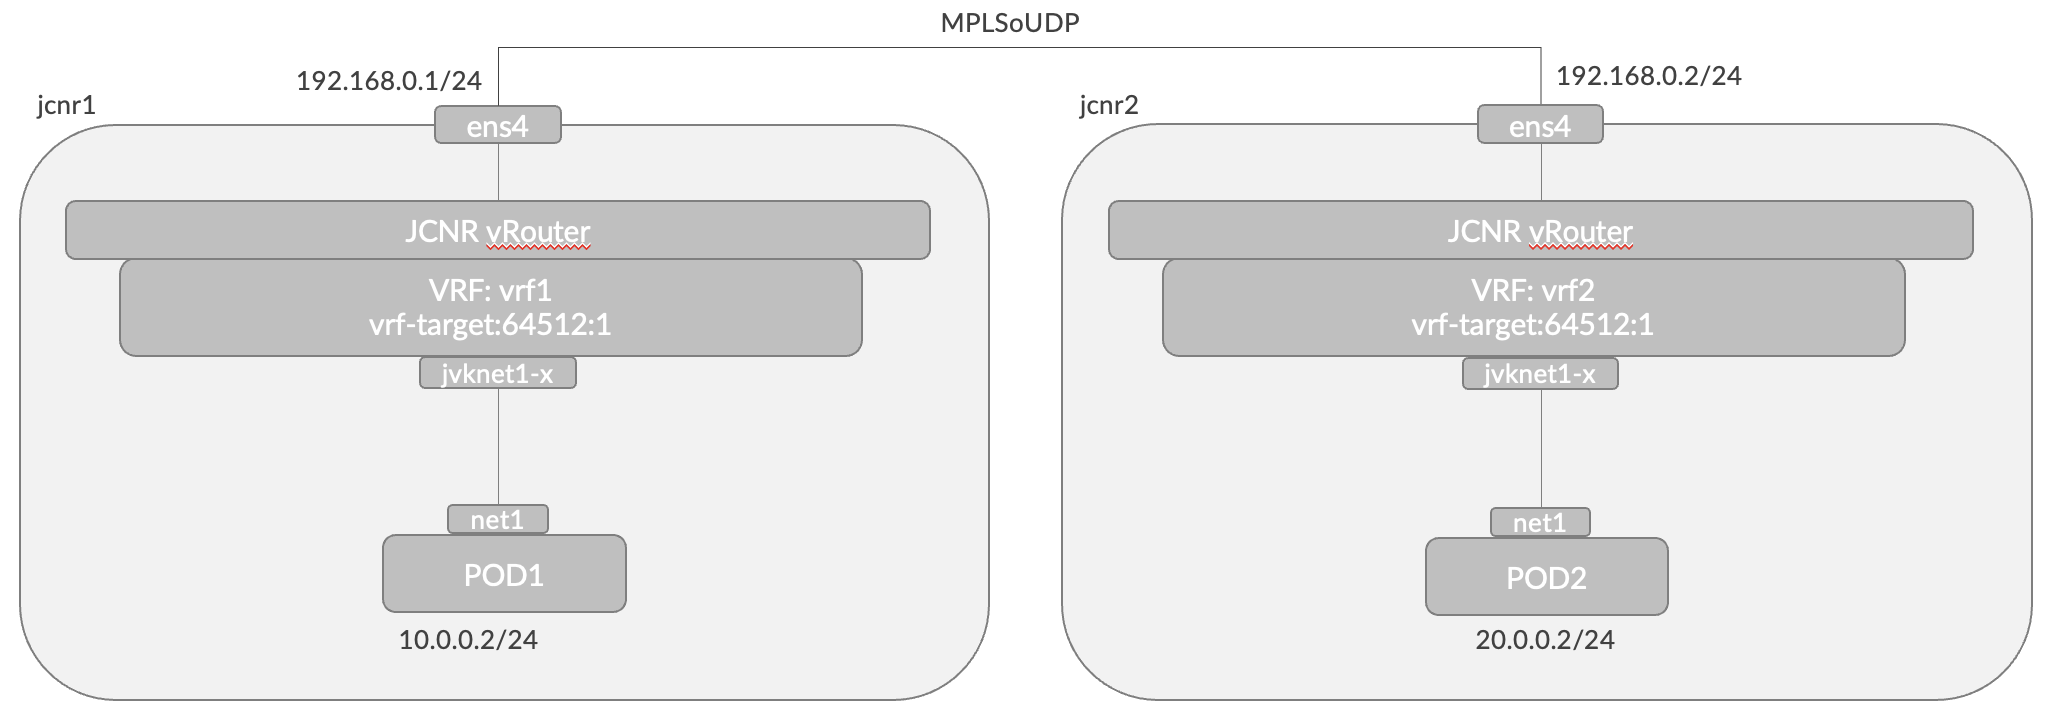 MPLSoUDP
192.168.0.1/24
192.168.0.2/24
jcnr1
jcnr2
ens4
ens4
JCNR vRouter
JCNR vRouter
VRF: vrf1
vrf-target:64512:1
VRF: vrf2
vrf-target:64512:1
jvknet1-x
jvknet1-x
net1
net1
POD1
POD2
10.0.0.2/24
20.0.0.2/24